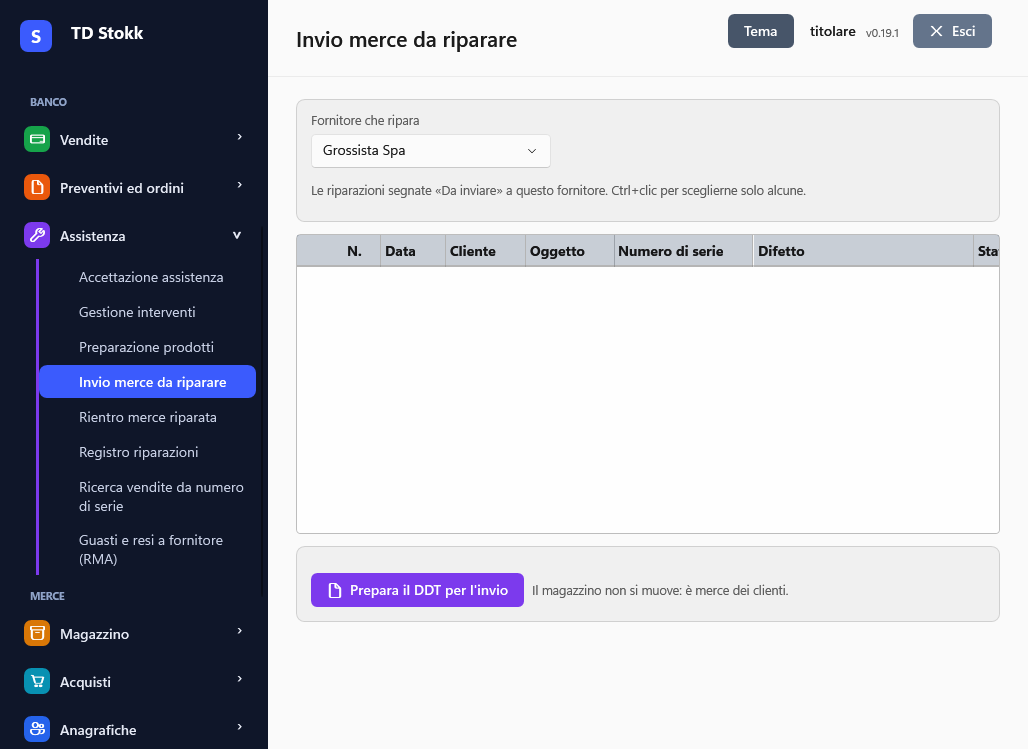 S
TD Stokk
BANCO
Vendite
Preventivi ed ordini
Assistenza
Accettazione assistenza
Gestione interventi
Preparazione prodotti
Invio merce da riparare
Rientro merce riparata
Registro riparazioni
Ricerca vendite da numero
di serie
Guasti e resi a fornitore
(RMA)
MERCE
Magazzino
Acquisti
Anagrafiche
Invio merce da riparare
Tema
titolare v0.19.1
Esci
Fornitore che ripara
Grossista Spa
Le riparazioni segnate «Da inviare» a questo fornitore. Ctrl+clic per sceglierne solo alcune.
N. Data Cliente Oggetto Numero di serie Difetto Sta
Prepara il DDT per l'invio
Il magazzino non si muove: è merce dei clienti.